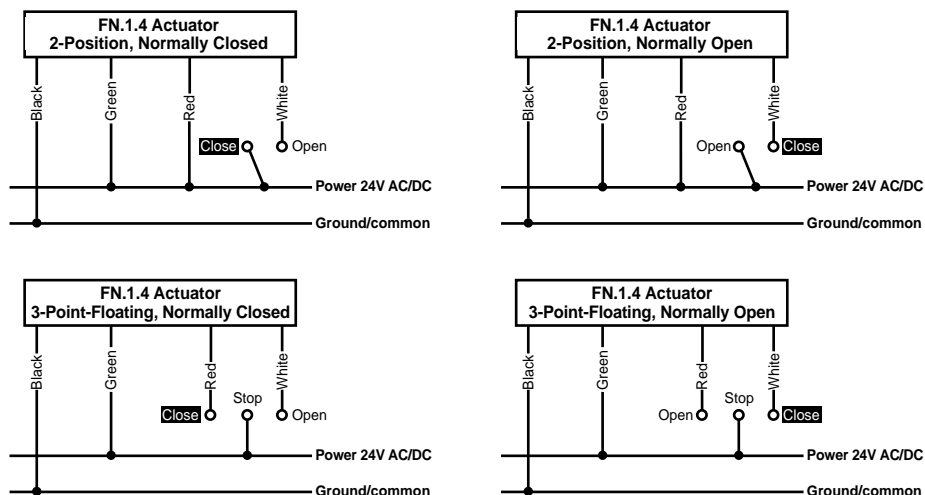 FN.1.4 Actuator
2-Position, Normally Closed
Black
Green
Red
White
Close
Open
Power 24V AC/DC
Ground/common
FN.1.4 Actuator
2-Position, Normally Open
Black
Green
Red
White
Open
Close
Power 24V AC/DC
Ground/common
FN.1.4 Actuator
3-Point-Floating, Normally Closed
Black
Green
Red
White
Stop
Close
Open
Power 24V AC/DC
Ground/common
FN.1.4 Actuator
3-Point-Floating, Normally Open
Black
Green
Red
White
Stop
Open
Close
Power 24V AC/DC
Ground/common